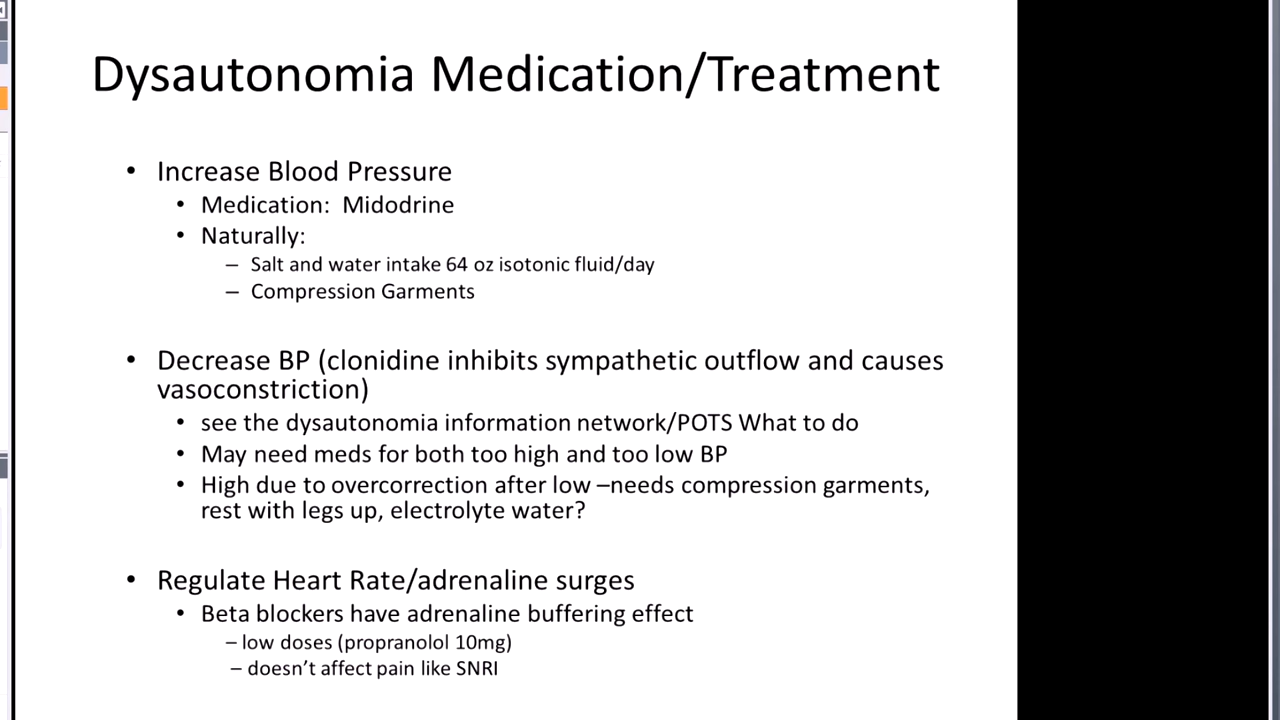 Dysautonomia Medication/Treatment
• Increase Blood Pressure
• Medication:  Midodrine
• Naturally:
– Salt and water intake 64 oz isotonic fluid/day
– Compression Garments
• Decrease BP (clonidine inhibits sympathetic outflow and causes
vasoconstriction)
• see the dysautonomia information network/POTS What to do
• May need meds for both too high and too low BP
• High due to overcorrection after low –needs compression garments,
rest with legs up, electrolyte water?
• Regulate Heart Rate/adrenaline surges
• Beta blockers have adrenaline buffering effect
– low doses (propranolol 10mg)
– doesn’t affect pain like SNRI